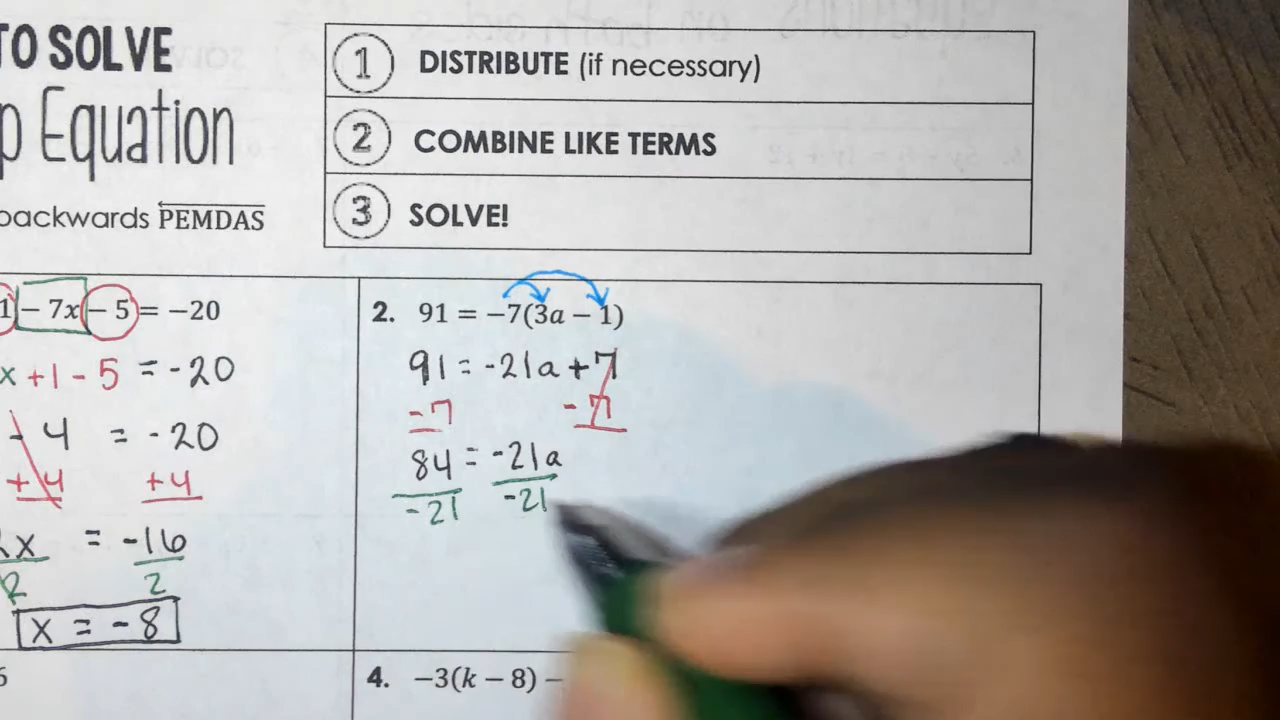 TO SOLVE
Equation
backwards PEMDAS
1 DISTRIBUTE (if necessary)
2 COMBINE LIKE TERMS
3 SOLVE!
1 − 7x − 5 = −20
x + 1 - 5 = -20
- 4 = -20
+ 4 +4
x = -16
2 2
x = - 8
2. 91 = −7(3a − 1)
91 = -21a + 7
-7 - 7
84 = -21a
-21 -21
4. −3(k − 8) −